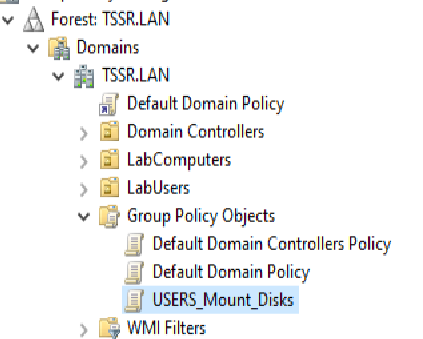 Forest: TSSR.LAN
Domains
TSSR.LAN
Default Domain Policy
Domain Controllers
LabComputers
LabUsers
Group Policy Objects
Default Domain Controllers Policy
Default Domain Policy
USERS_Mount_Disks
WMI Filters